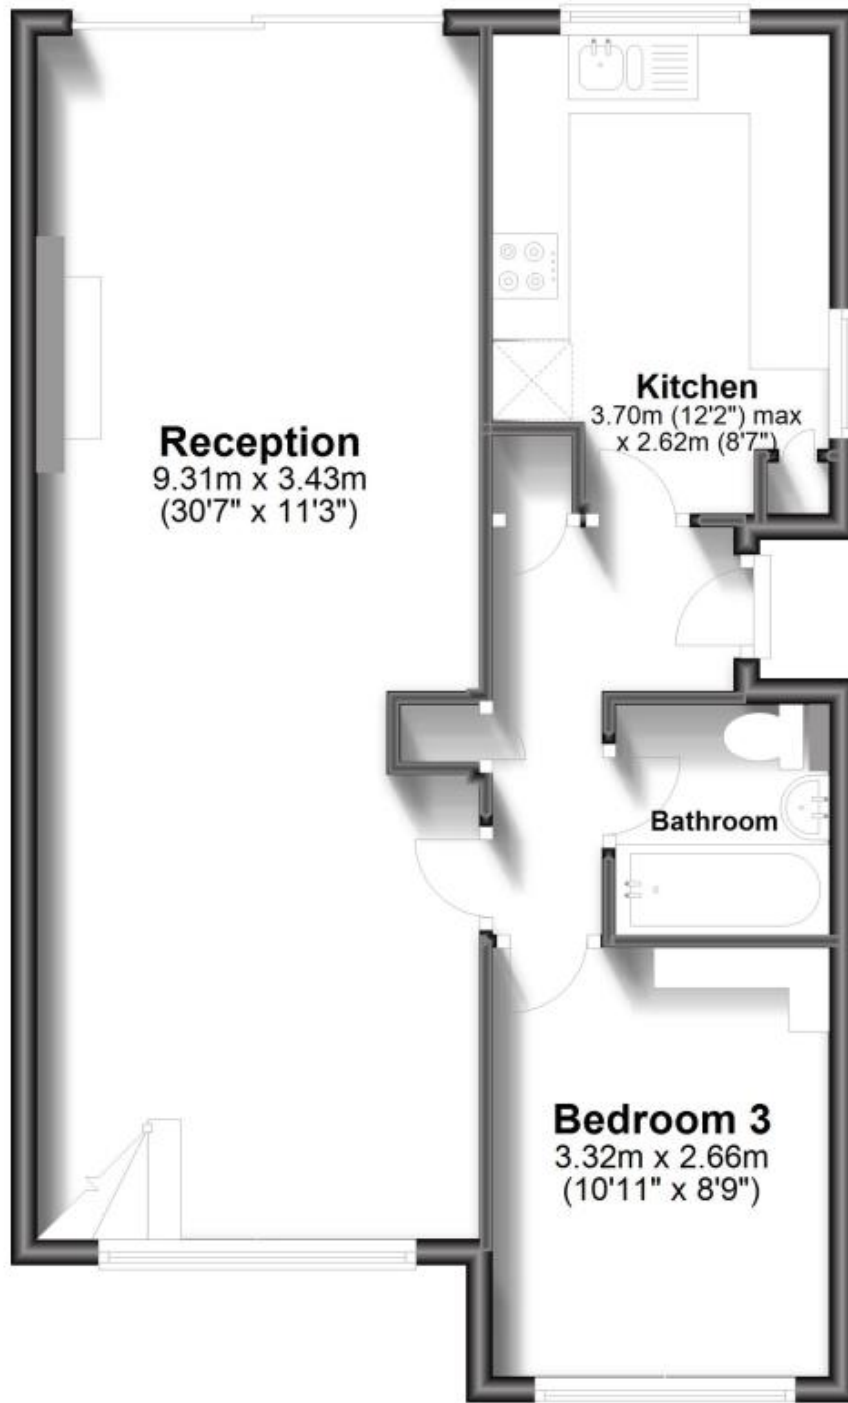 Kitchen
3.70m (12'2") max
x 2.62m (8'7")
Reception
9.31m x 3.43m
(30'7" x 11'3")
Bathroom
Bedroom 3
3.32m x 2.66m
(10'11" x 8'9")